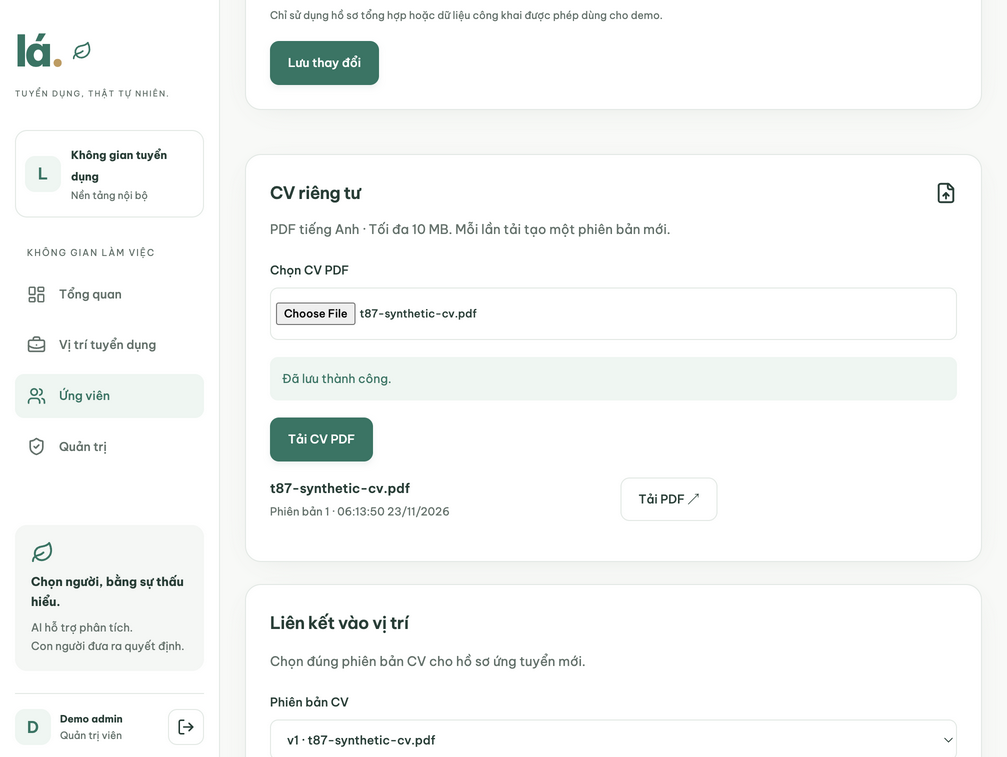 lá.
TUYỂN DỤNG, THẬT TỰ NHIÊN.
L
Không gian tuyển
dụng
Nền tảng nội bộ
KHÔNG GIAN LÀM VIỆC
Tổng quan
Vị trí tuyển dụng
Ứng viên
Quản trị
Chọn người, bằng sự thấu
hiểu.
AI hỗ trợ phân tích.
Con người đưa ra quyết định.
D
Demo admin
Quản trị viên
Chỉ sử dụng hồ sơ tổng hợp hoặc dữ liệu công khai được phép dùng cho demo.
Lưu thay đổi
CV riêng tư
PDF tiếng Anh · Tối đa 10 MB. Mỗi lần tải tạo một phiên bản mới.
Chọn CV PDF
Choose File t87-synthetic-cv.pdf
Đã lưu thành công.
Tải CV PDF
t87-synthetic-cv.pdf
Phiên bản 1 · 06:13:50 23/11/2026
Tải PDF ↗
Liên kết vào vị trí
Chọn đúng phiên bản CV cho hồ sơ ứng tuyển mới.
Phiên bản CV
v1 · t87-synthetic-cv.pdf